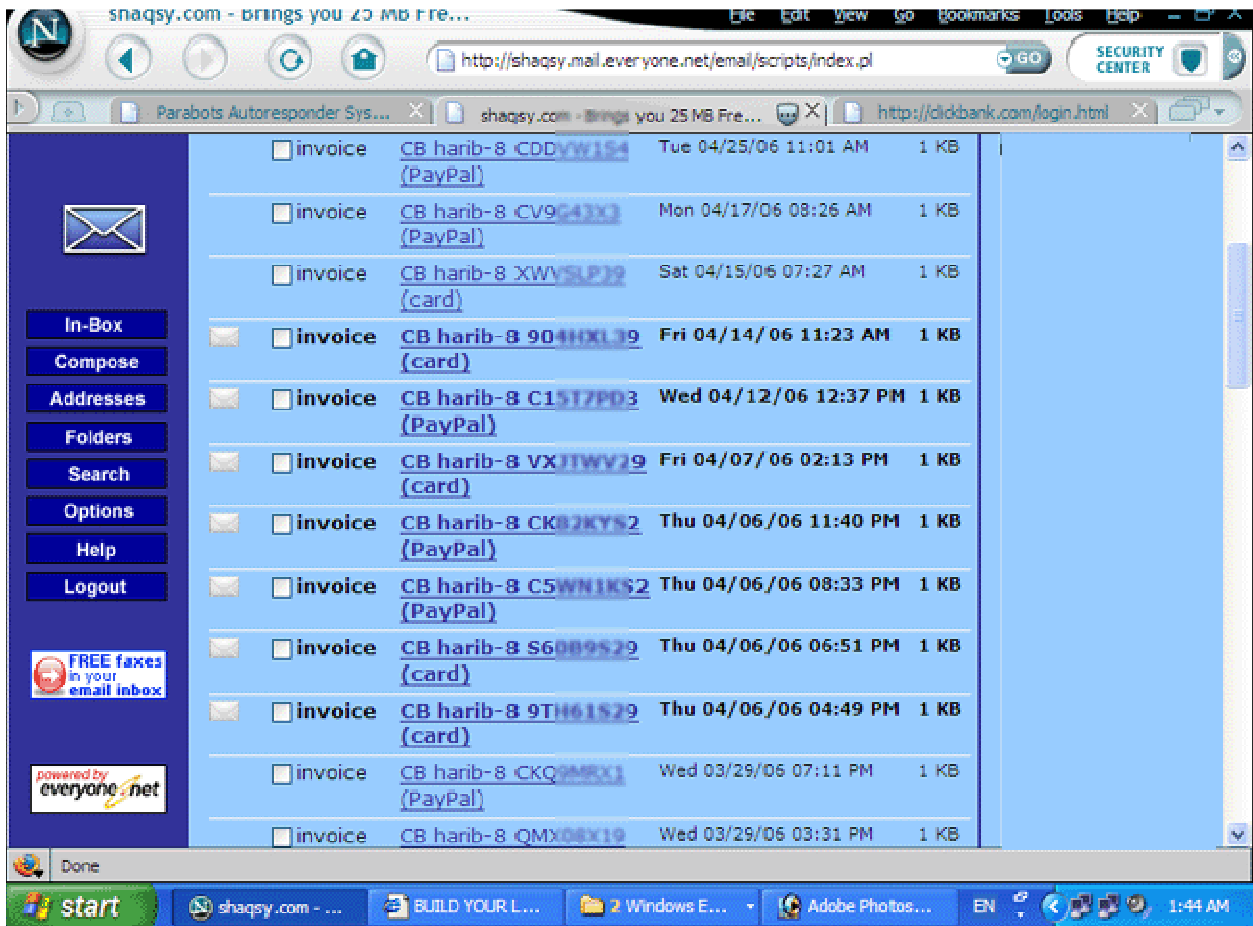 shaqsy.com - Brings you 25 MB Fre...
File Edit View Go Bookmarks Tools Help
N
http://shaqsy.mail.everyone.net/email/scripts/index.pl
GO
SECURITY
CENTER
Parabots Autoresponder Sys...
shaqsy.com - Brings you 25 MB Fre...
http://clickbank.com/login.html
invoice CB harib-8 Tue 04/25/06 11:01 AM 1 KB
(PayPal)
invoice CB harib-8 Mon 04/17/06 08:26 AM 1 KB
(PayPal)
invoice CB harib-8 Sat 04/15/06 07:27 AM 1 KB
(card)
invoice CB harib-8 Fri 04/14/06 11:23 AM 1 KB
(card)
invoice CB harib-8 Wed 04/12/06 12:37 PM 1 KB
(PayPal)
invoice CB harib-8 Fri 04/07/06 02:13 PM 1 KB
(card)
invoice CB harib-8 Thu 04/06/06 11:40 PM 1 KB
(PayPal)
invoice CB harib-8 Thu 04/06/06 08:33 PM 1 KB
(PayPal)
invoice CB harib-8 Thu 04/06/06 06:51 PM 1 KB
(card)
invoice CB harib-8 Thu 04/06/06 04:49 PM 1 KB
(card)
invoice CB harib-8 Wed 03/29/06 07:11 PM 1 KB
(PayPal)
invoice CB harib-8 Wed 03/29/06 03:31 PM 1 KB
In-Box
Compose
Addresses
Folders
Search
Options
Help
Logout
FREE faxes
in your
email inbox
powered by
everyone.net
Done
start
shaqsy.com - ...
BUILD YOUR L...
2 Windows E...
Adobe Photos...
EN
1:44 AM